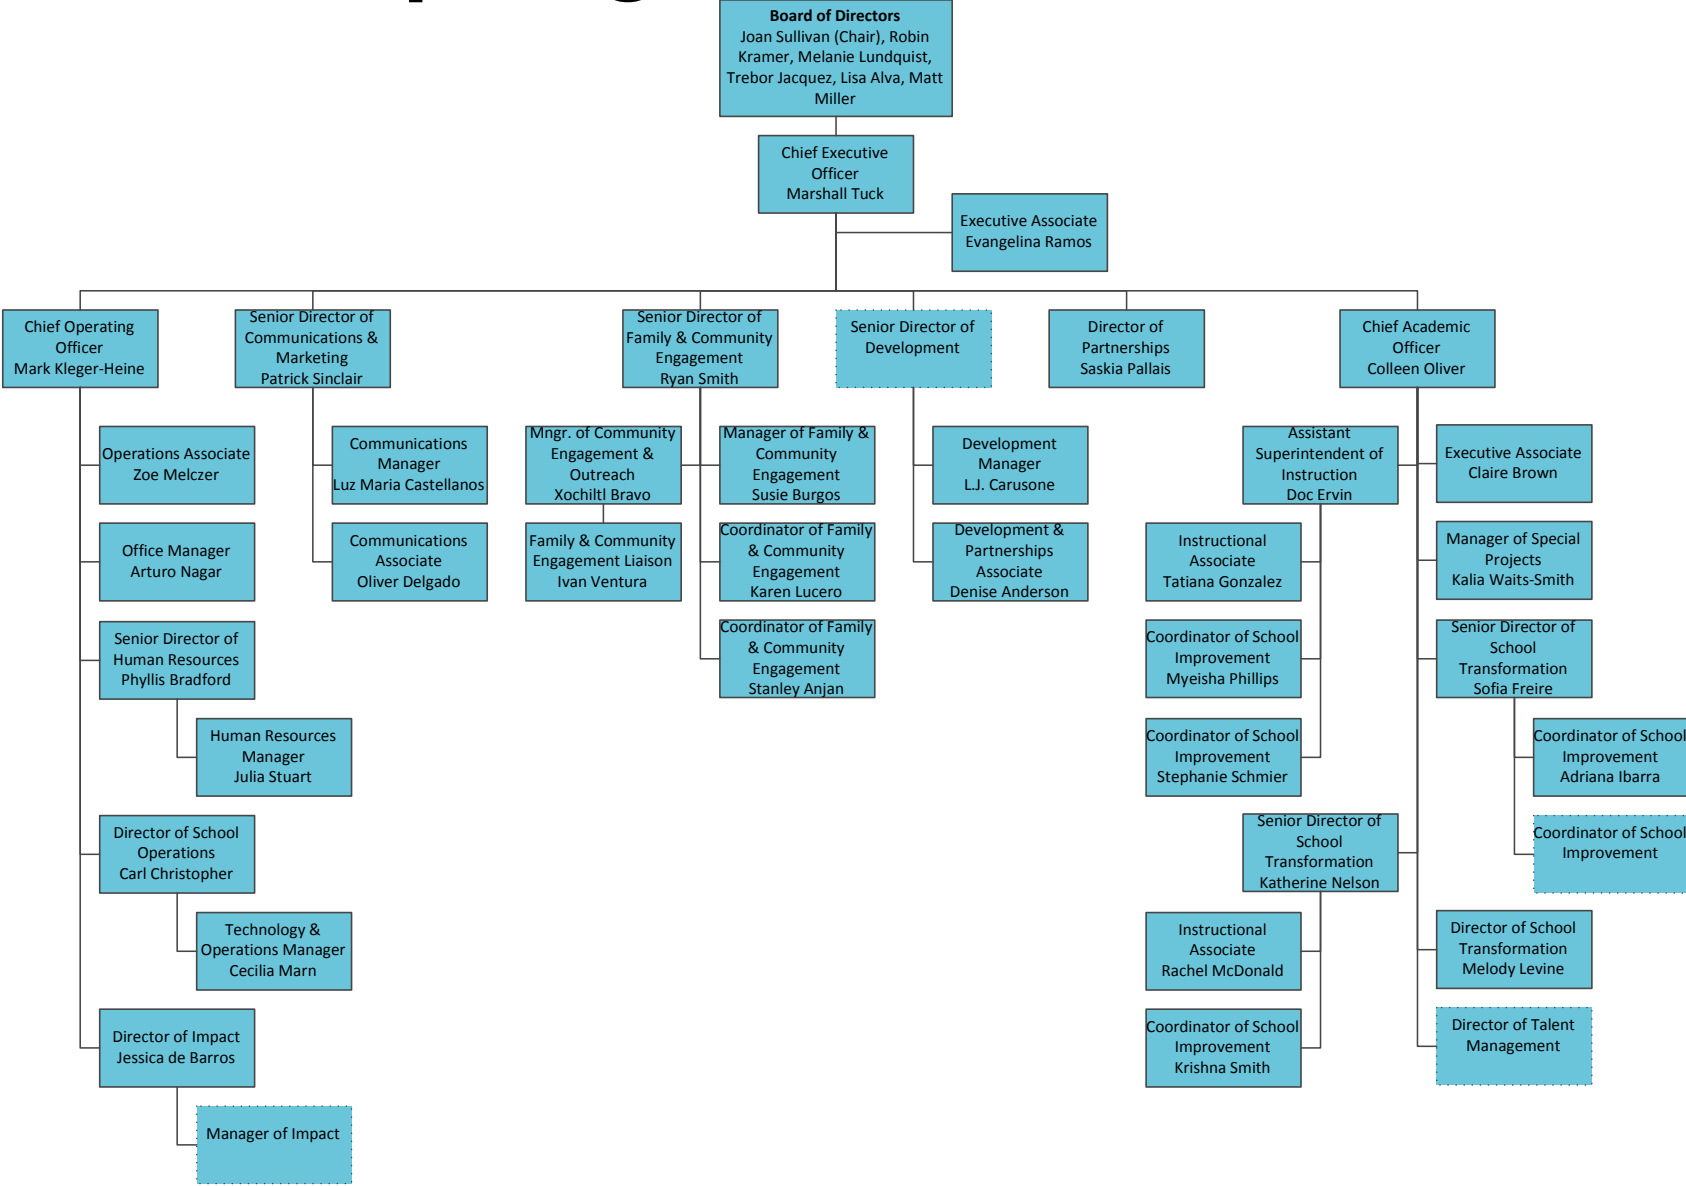 Board of Directors
Joan Sullivan (Chair), Robin
Kramer, Melanie Lundquist,
Trebor Jacquez, Lisa Alva, Matt
Miller
Chief Executive
Officer
Marshall Tuck
Executive Associate
Evangelina Ramos
Chief Operating
Officer
Mark Kleger-Heine
Senior Director of
Communications &
Marketing
Patrick Sinclair
Senior Director of
Family & Community
Engagement
Ryan Smith
Senior Director of
Development
Director of
Partnerships
Saskia Pallais
Chief Academic
Officer
Colleen Oliver
Operations Associate
Zoe Melczer
Office Manager
Arturo Nagar
Senior Director of
Human Resources
Phyllis Bradford
Human Resources
Manager
Julia Stuart
Director of School
Operations
Carl Christopher
Technology &
Operations Manager
Cecilia Marn
Director of Impact
Jessica de Barros
Manager of Impact
Communications
Manager
Luz Maria Castellanos
Communications
Associate
Oliver Delgado
Mngr. of Community
Engagement &
Outreach
Xochiltl Bravo
Family & Community
Engagement Liaison
Ivan Ventura
Manager of Family &
Community
Engagement
Susie Burgos
Coordinator of Family
& Community
Engagement
Karen Lucero
Coordinator of Family
& Community
Engagement
Stanley Anjan
Development
Manager
L.J. Carusone
Development &
Partnerships
Associate
Denise Anderson
Assistant
Superintendent of
Instruction
Doc Ervin
Instructional
Associate
Tatiana Gonzalez
Coordinator of School
Improvement
Myeisha Phillips
Coordinator of School
Improvement
Stephanie Schmier
Senior Director of
School
Transformation
Katherine Nelson
Instructional
Associate
Rachel McDonald
Coordinator of School
Improvement
Krishna Smith
Executive Associate
Claire Brown
Manager of Special
Projects
Kalia Waits-Smith
Senior Director of
School
Transformation
Sofia Freire
Coordinator of School
Improvement
Adriana Ibarra
Coordinator of School
Improvement
Director of School
Transformation
Melody Levine
Director of Talent
Management